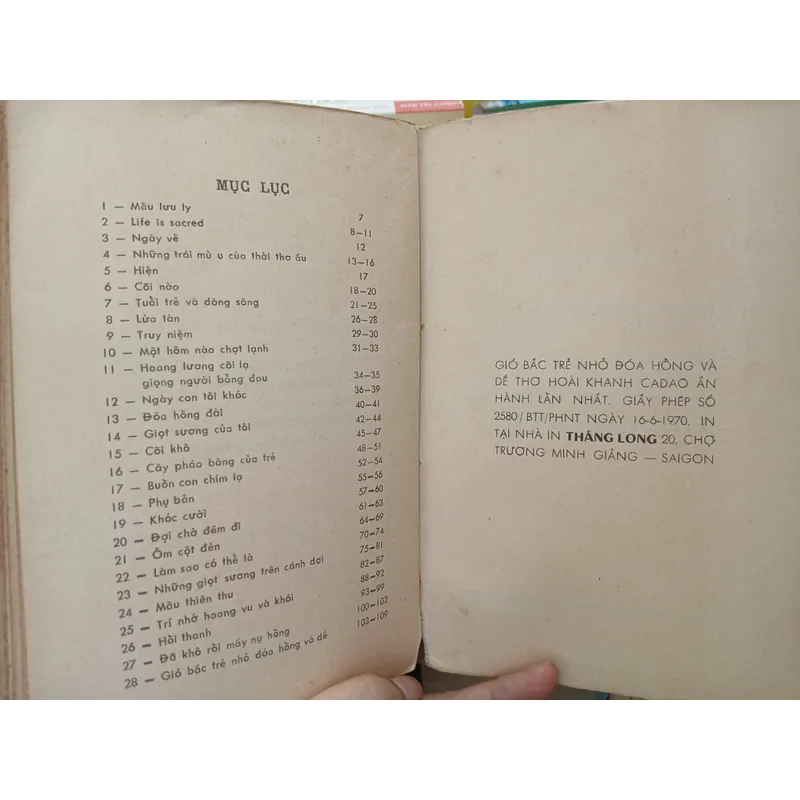 MỤC LỤC
1 — Mầu lưu ly
2 — Life is sacred 7
3 — Ngày về 8–11
4 — Những trái mù u của thời thơ ấu 12
5 — Hiện 13–16
6 — Cõi nào 17
7 — Tuổi trẻ và dòng sông 18–20
8 — Lửa tàn 21–25
9 — Truy niệm 26–28
10 — Một hôm nào chợt lạnh 29–30
11 — Hoang lương cõi lạ 31–33
giọng người bỗng đau 34–35
12 — Ngày con tôi khóc 36–39
13 — Đóa hồng đài 40–41
14 — Giọt sương của tôi 42–44
15 — Cõi khô 45–47
16 — Cây pháo bông của trẻ 48–51
17 — Buồn con chim lạ 52–54
18 — Phụ bản 55–56
19 — Khóc cười 57–60
20 — Đợi chờ đêm đi 61–63
21 — Ôm cột đèn 64–69
22 — Làm sao có thể là 70–74
23 — Những giọt sương trên cánh dơi 75–81
24 — Mầu thiên thu 82–87
25 — Trí nhớ hoang vu và khói 88–92
26 — Hồi thanh 93–99
27 — Đã khô rồi mấy nụ hồng 100–102
28 — Gió bấc trẻ nhỏ đóa hồng và dế 103–109
GIÓ BẤC TRẺ NHỎ ĐÓA HỒNG VÀ
DẾ THƠ HOÀI KHANH CADAO ẤN
HÀNH LẦN NHẤT. GIẤY PHÉP SỐ
2580/BTT/PHNT NGÀY 16-6-1970. IN
TẠI NHÀ IN THĂNG LONG 20, CHỢ
TRƯƠNG MINH GIẢNG — SAIGON